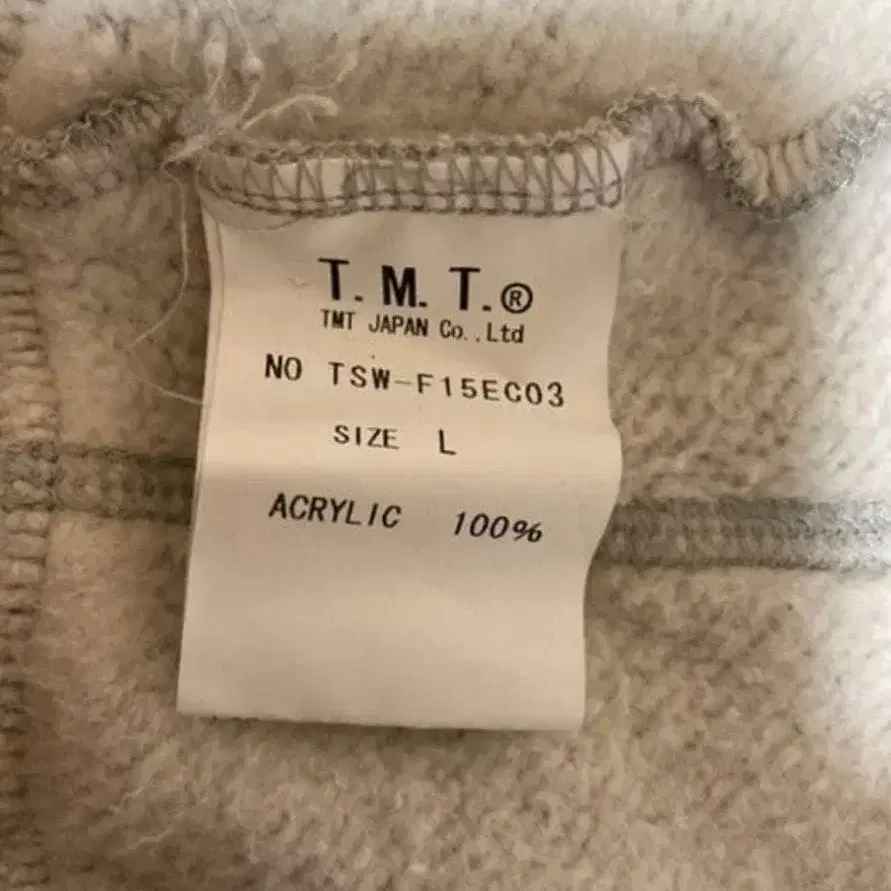 T.M.T.®
TMT JAPAN Co.,Ltd
NO TSW-F15EC03
SIZE L
ACRYLIC 100%